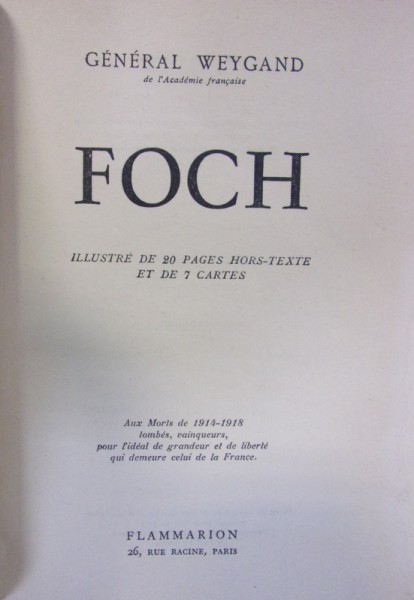 GÉNÉRAL WEYGAND
de l'Académie française
FOCH
ILLUSTRÉ DE 20 PAGES HORS-TEXTE
ET DE 7 CARTES
Aux Morts de 1914-1918
tombés, vainqueurs,
pour l'idéal de grandeur et de liberté
qui demeure celui de la France.
FLAMMARION
26, RUE RACINE, PARIS